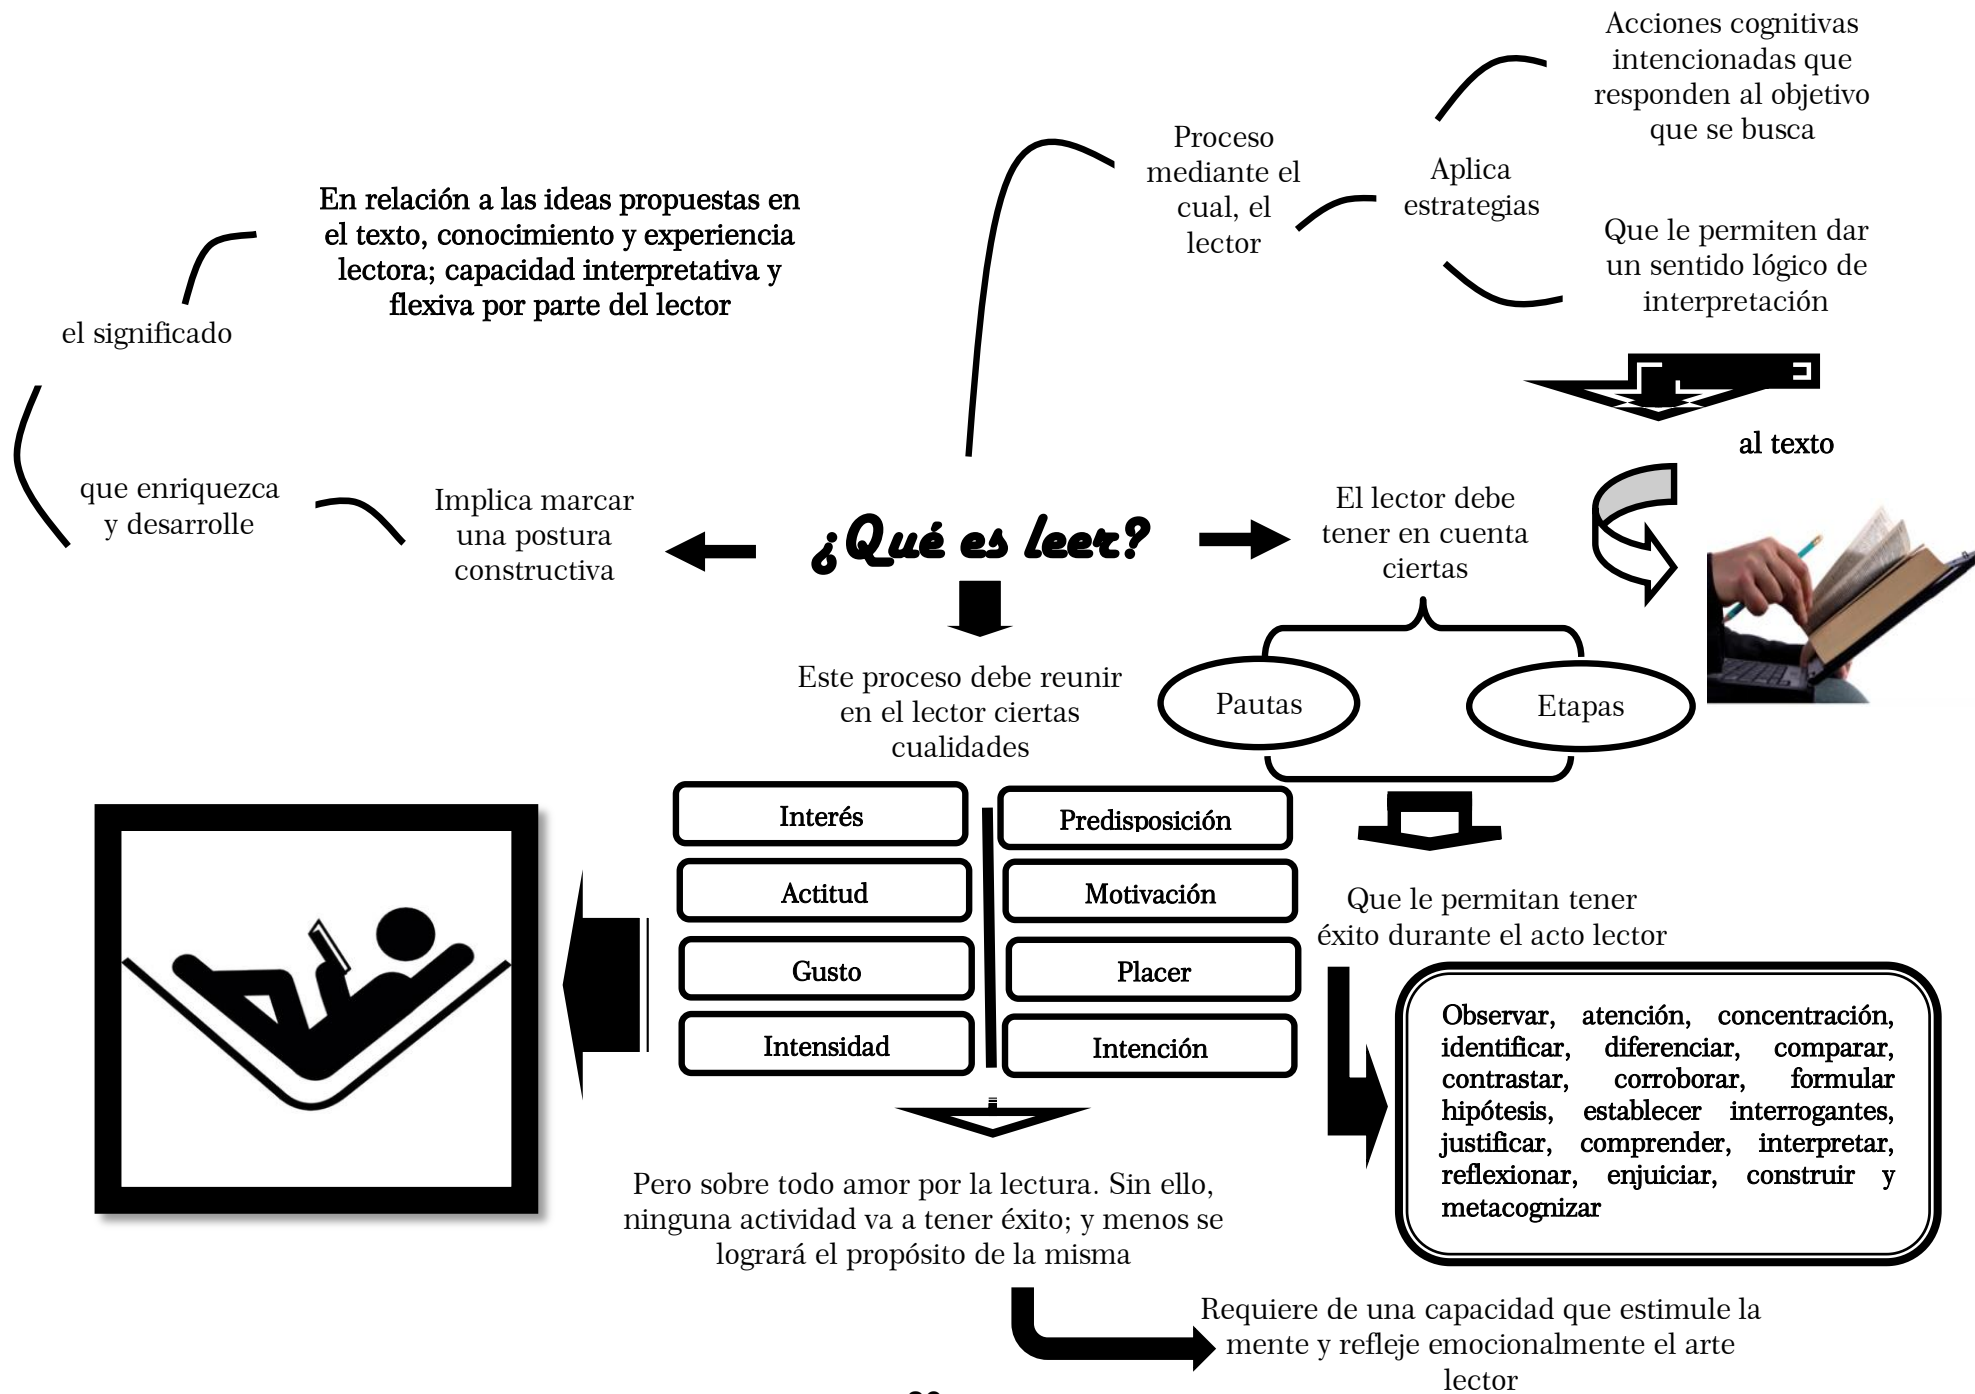 Acciones cognitivas
intencionadas que
responden al objetivo
que se busca
Proceso
mediante el
cual, el
lector
Aplica
estrategias
Que le permiten dar
un sentido lógico de
interpretación
al texto
En relación a las ideas propuestas en
el texto, conocimiento y experiencia
lectora; capacidad interpretativa y
flexiva por parte del lector
el significado
que enriquezca
y desarrolle
Implica marcar
una postura
constructiva
¿Qué es leer?
El lector debe
tener en cuenta
ciertas
Pautas
Etapas
Este proceso debe reunir
en el lector ciertas
cualidades
Interés
Predisposición
Actitud
Motivación
Gusto
Placer
Intensidad
Intención
Que le permitan tener
éxito durante el acto lector
Observar, atención, concentración,
identificar, diferenciar, comparar,
contrastar, corroborar, formular
hipótesis, establecer interrogantes,
justificar, comprender, interpretar,
reflexionar, enjuiciar, construir y
metacognizar
Pero sobre todo amor por la lectura. Sin ello,
ninguna actividad va a tener éxito; y menos se
logrará el propósito de la misma
Requiere de una capacidad que estimule la
mente y refleje emocionalmente el arte
lector